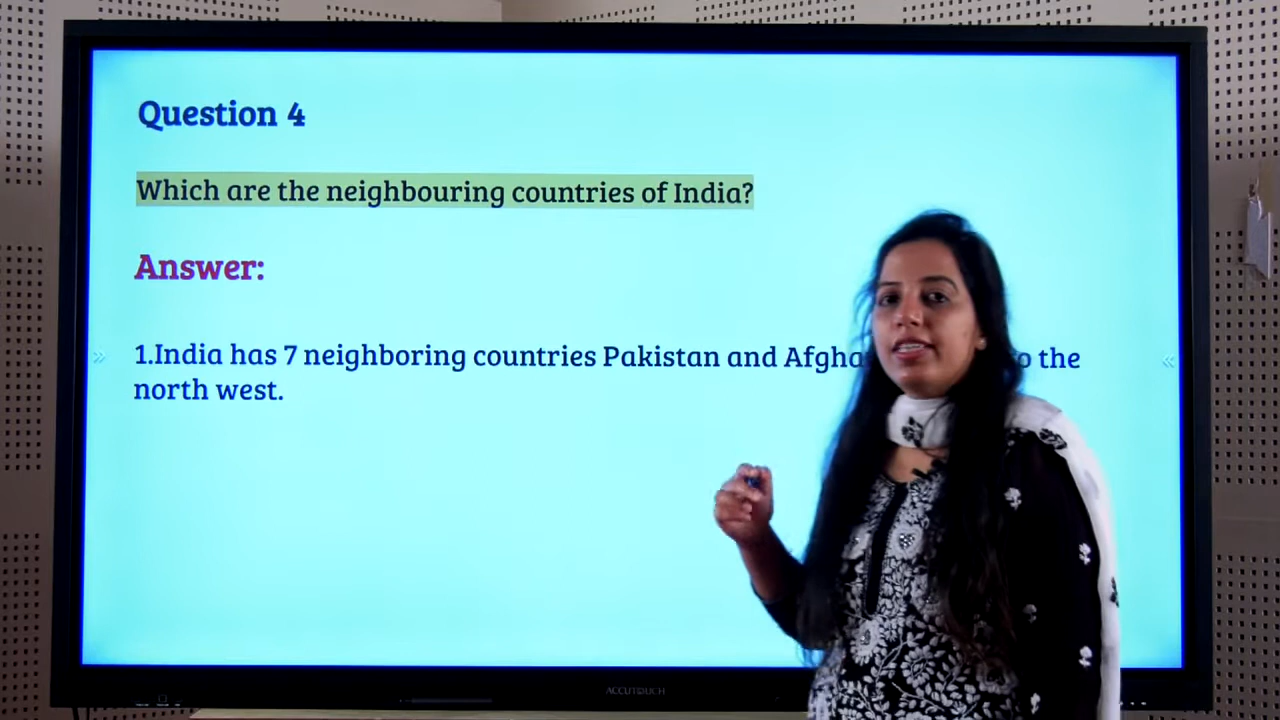 Question 4
Which are the neighbouring countries of India?
Answer:
1.India has 7 neighboring countries Pakistan and the
north west.
ACCUTOUCH